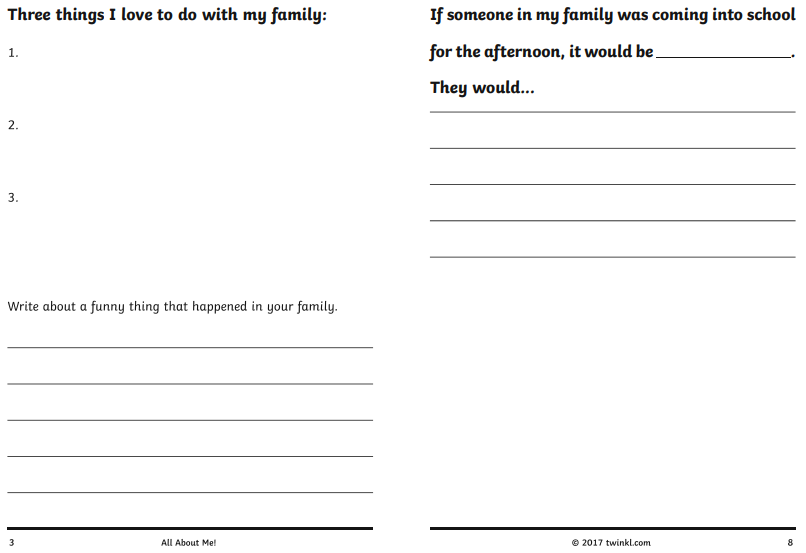 Three things I love to do with my family:
1.
2.
3.
Write about a funny thing that happened in your family.
3
All About Me!
If someone in my family was coming into school
for the afternoon, it would be ________________.
They would...
© 2017 twinkl.com
8